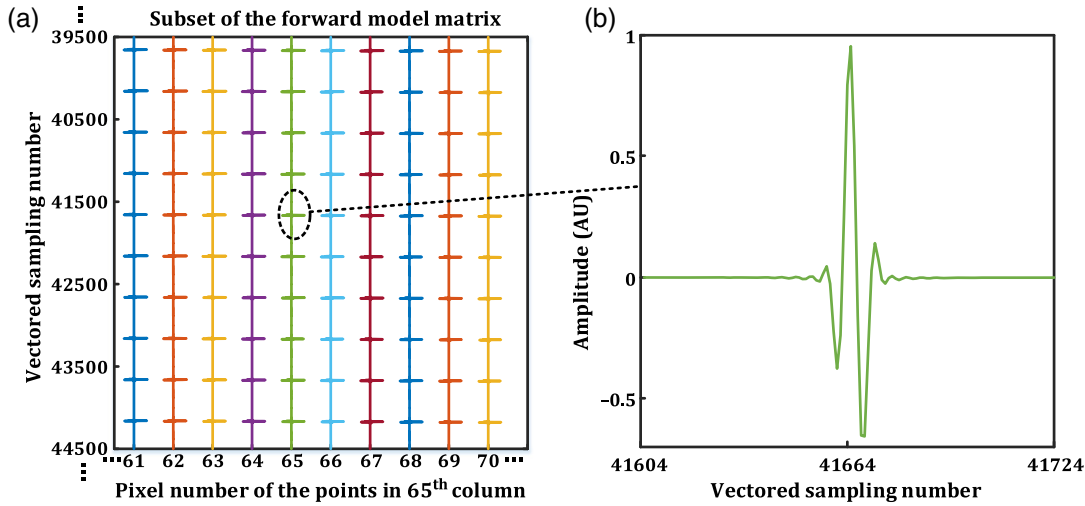 (a)
Subset of the forward model matrix
Vectored sampling number
39500
40500
41500
42500
43500
44500
61 62 63 64 65 66 67 68 69 70
Pixel number of the points in 65th column
(b)
Amplitude (AU)
1
0.5
0
−0.5
41604 41664 41724
Vectored sampling number